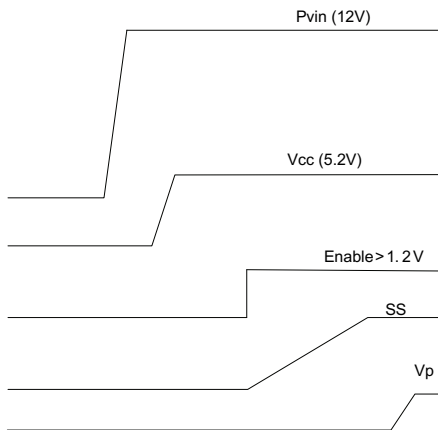 Pvin (12V)
Vcc (5.2V)
Enable>1.2V
SS
Vp